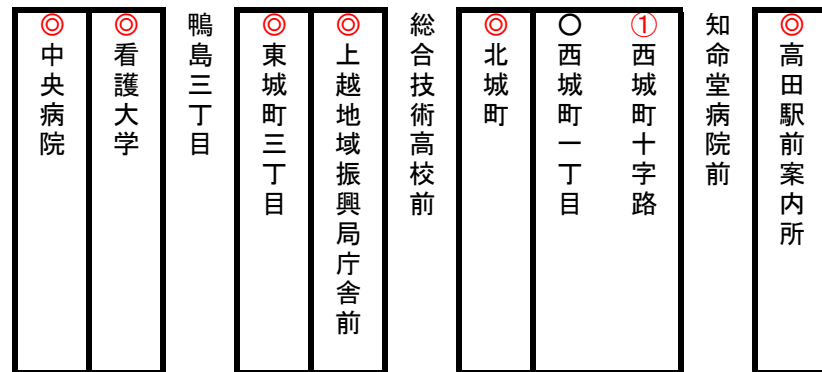 ◎高田駅前案内所
知命堂病院前
①西城町十字路
〇西城町一丁目
◎北城町
総合技術高校前
◎上越地域振興局庁舎前
◎東城町三丁目
鴨島三丁目
◎看護大学
◎中央病院